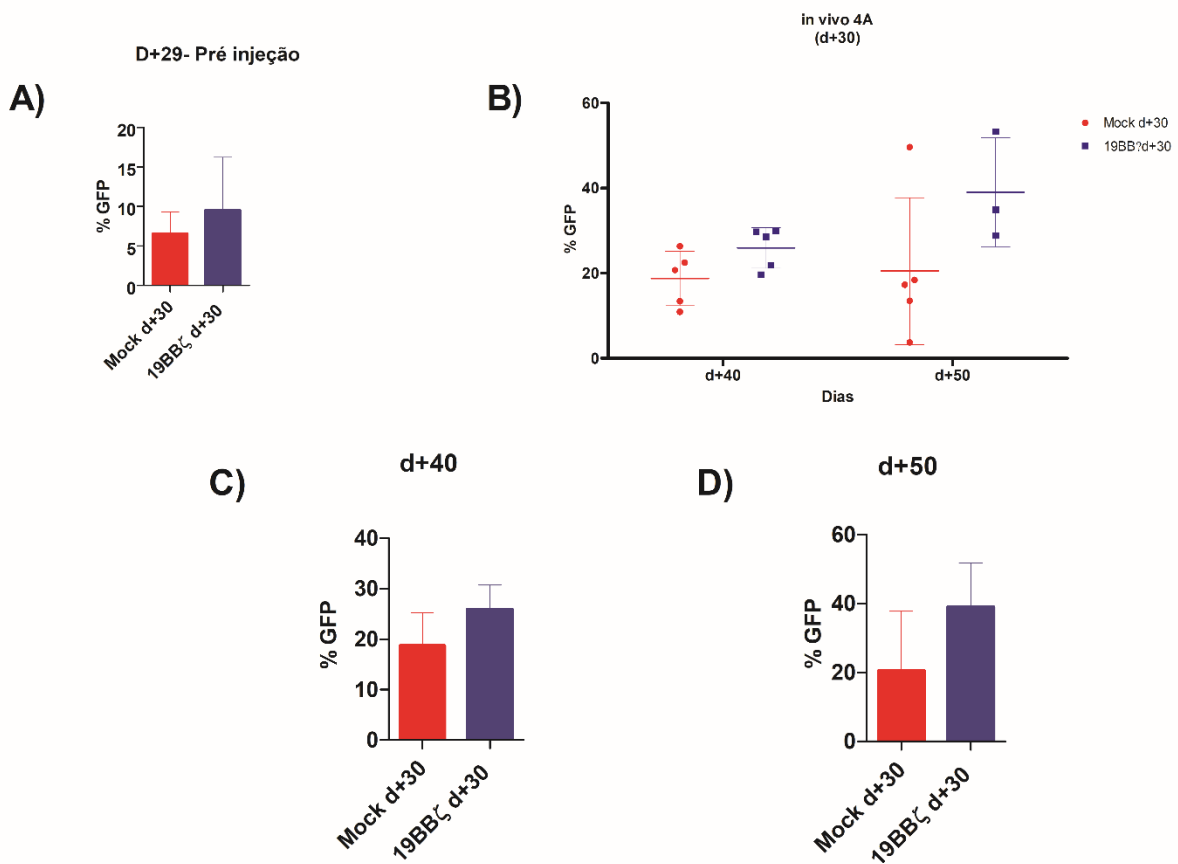 in vivo 4A
(d+30)
D+29- Pré injeção
A)
20
15
10
5
0
% GFP
Mock d+30
19BBζ d+30
B)
60
40
20
0
% GFP
d+40
d+50
Dias
Mock d+30
19BB?d+30
C)
d+40
40
30
20
10
0
% GFP
Mock d+30
19BBζ d+30
D)
d+50
60
40
20
0
% GFP
Mock d+30
19BBζ d+30